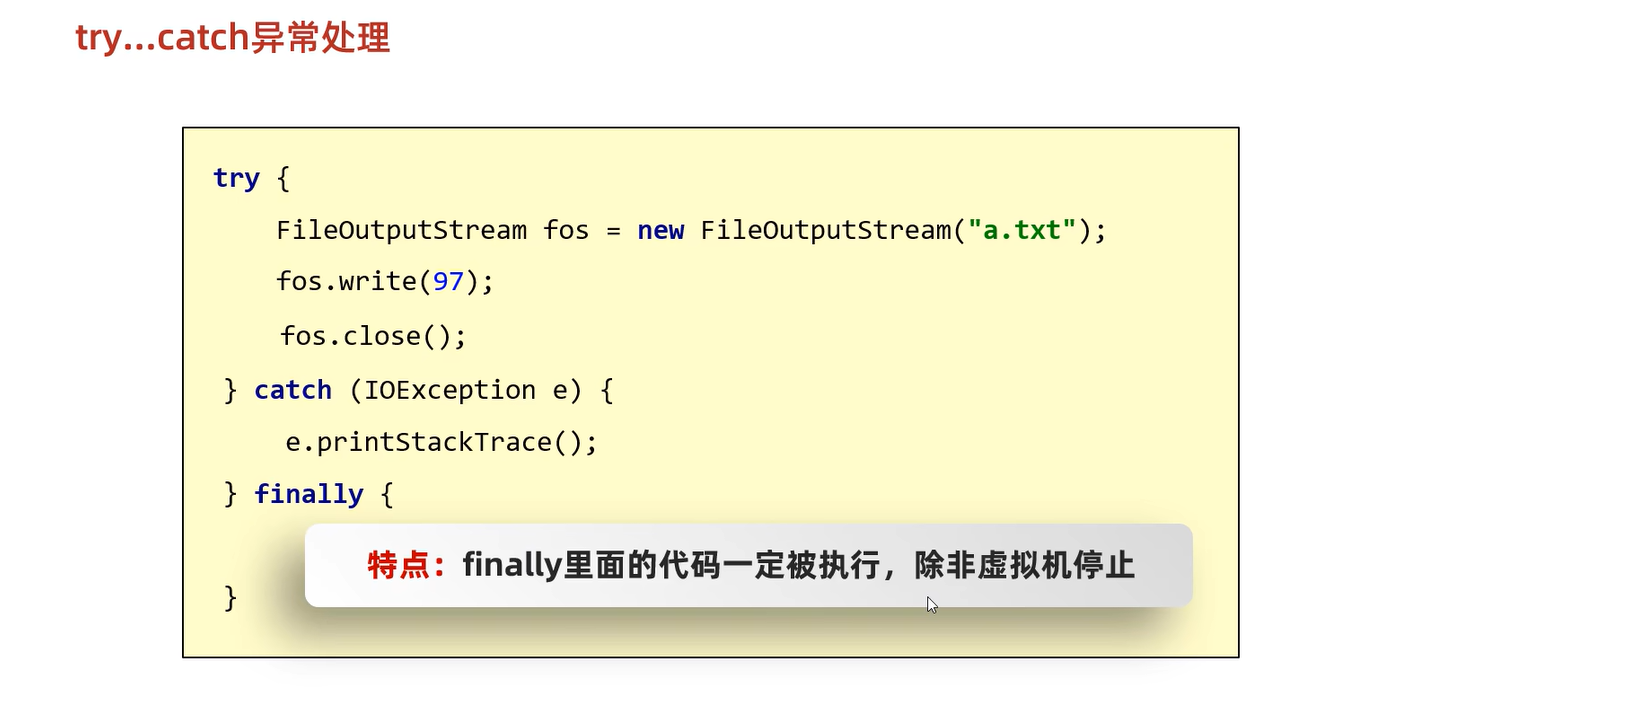 try...catch异常处理
try {
FileOutputStream fos = new FileOutputStream("a.txt");
fos.write(97);
fos.close();
} catch (IOException e) {
e.printStackTrace();
} finally {
特点：finally里面的代码一定被执行，除非虚拟机停止
}